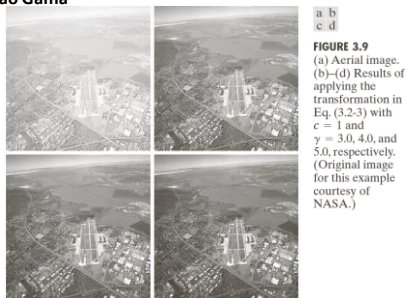 ao Gama
a b
c d
FIGURE 3.9
(a) Aerial image.
(b)–(d) Results of
applying the
transformation in
Eq. (3.2-3) with
c = 1 and
γ = 3.0, 4.0, and
5.0, respectively.
(Original image
for this example
courtesy of
NASA.)